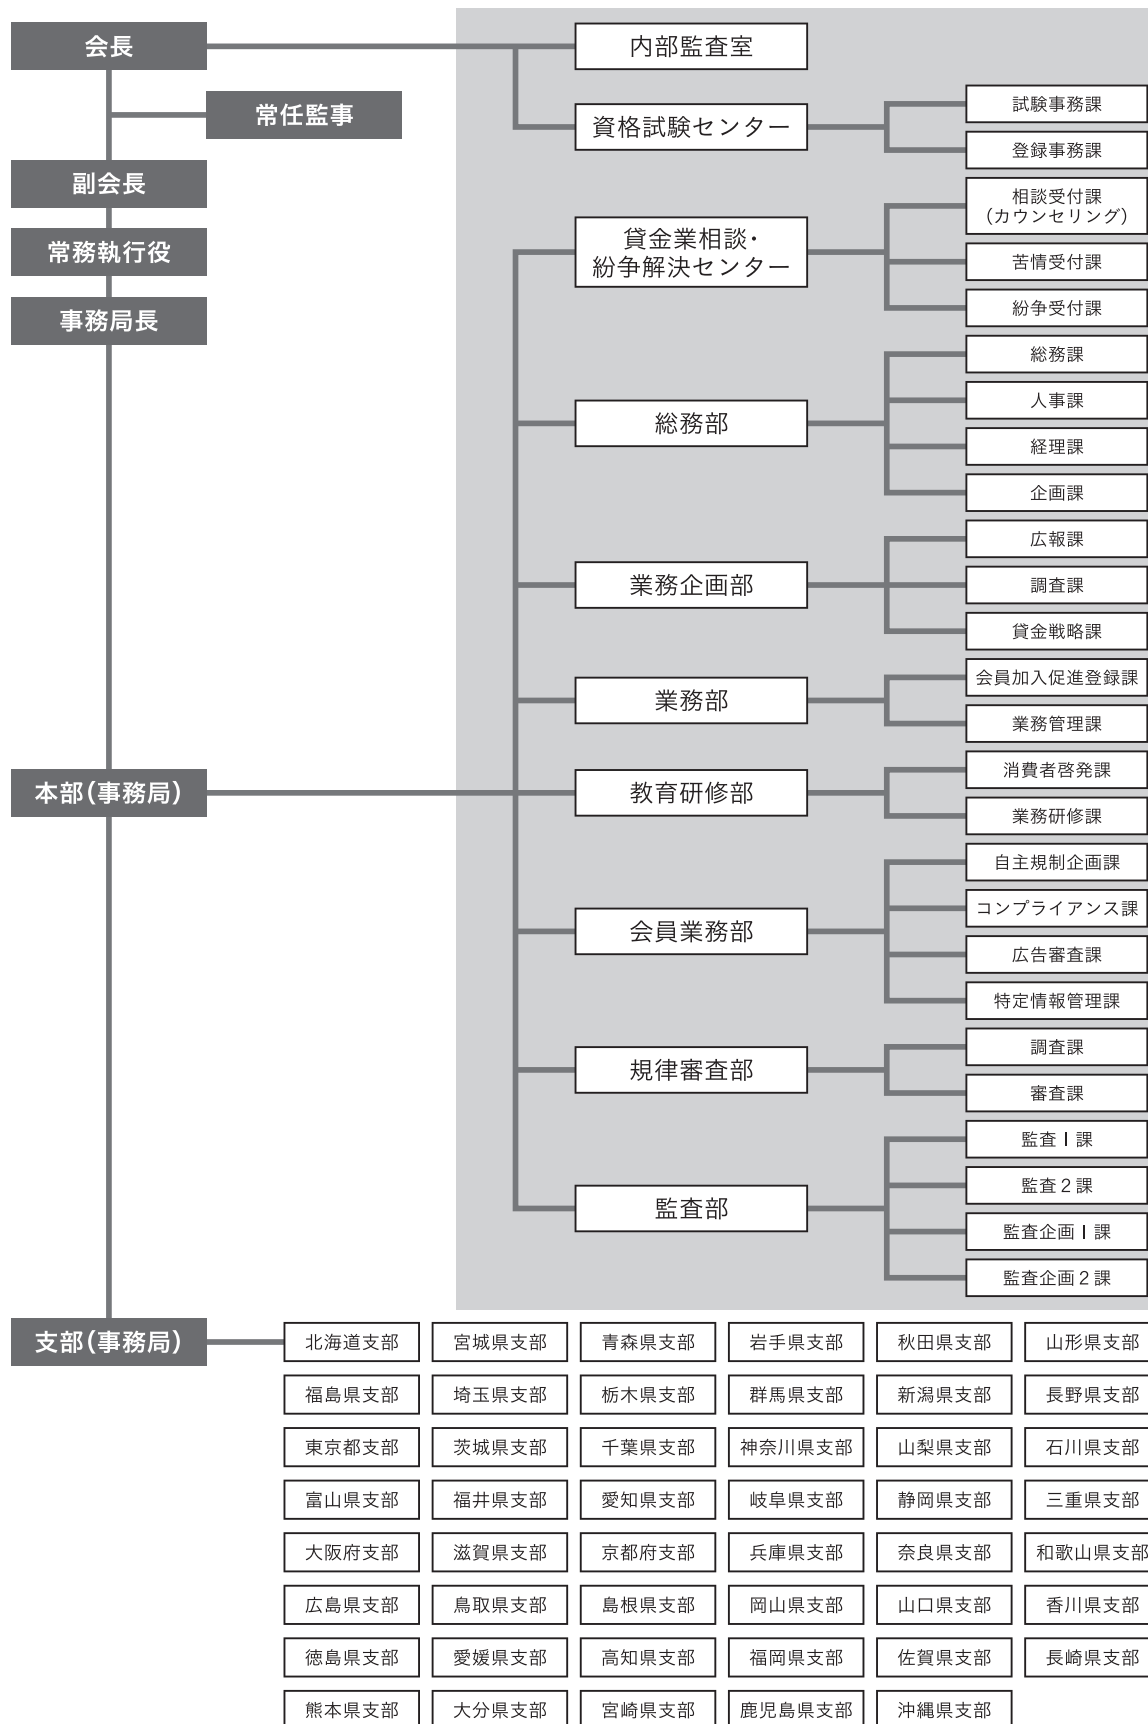 会長
内部監査室
常任監事
資格試験センター
試験事務課
登録事務課
副会長
常務執行役
事務局長
貸金業相談・
紛争解決センター
相談受付課
（カウンセリング）
苦情受付課
紛争受付課
総務部
総務課
人事課
経理課
企画課
業務企画部
広報課
調査課
貸金戦略課
業務部
会員加入促進登録課
業務管理課
本部（事務局）
教育研修部
消費者啓発課
業務研修課
会員業務部
自主規制企画課
コンプライアンス課
広告審査課
特定情報管理課
規律審査部
調査課
審査課
監査部
監査1課
監査2課
監査企画1課
監査企画2課
支部（事務局）
北海道支部 宮城県支部 青森県支部 岩手県支部 秋田県支部 山形県支部
福島県支部 埼玉県支部 栃木県支部 群馬県支部 新潟県支部 長野県支部
東京都支部 茨城県支部 千葉県支部 神奈川県支部 山梨県支部 石川県支部
富山県支部 福井県支部 愛知県支部 岐阜県支部 静岡県支部 三重県支部
大阪府支部 滋賀県支部 京都府支部 兵庫県支部 奈良県支部 和歌山県支部
広島県支部 鳥取県支部 島根県支部 岡山県支部 山口県支部 香川県支部
徳島県支部 愛媛県支部 高知県支部 福岡県支部 佐賀県支部 長崎県支部
熊本県支部 大分県支部 宮崎県支部 鹿児島県支部 沖縄県支部